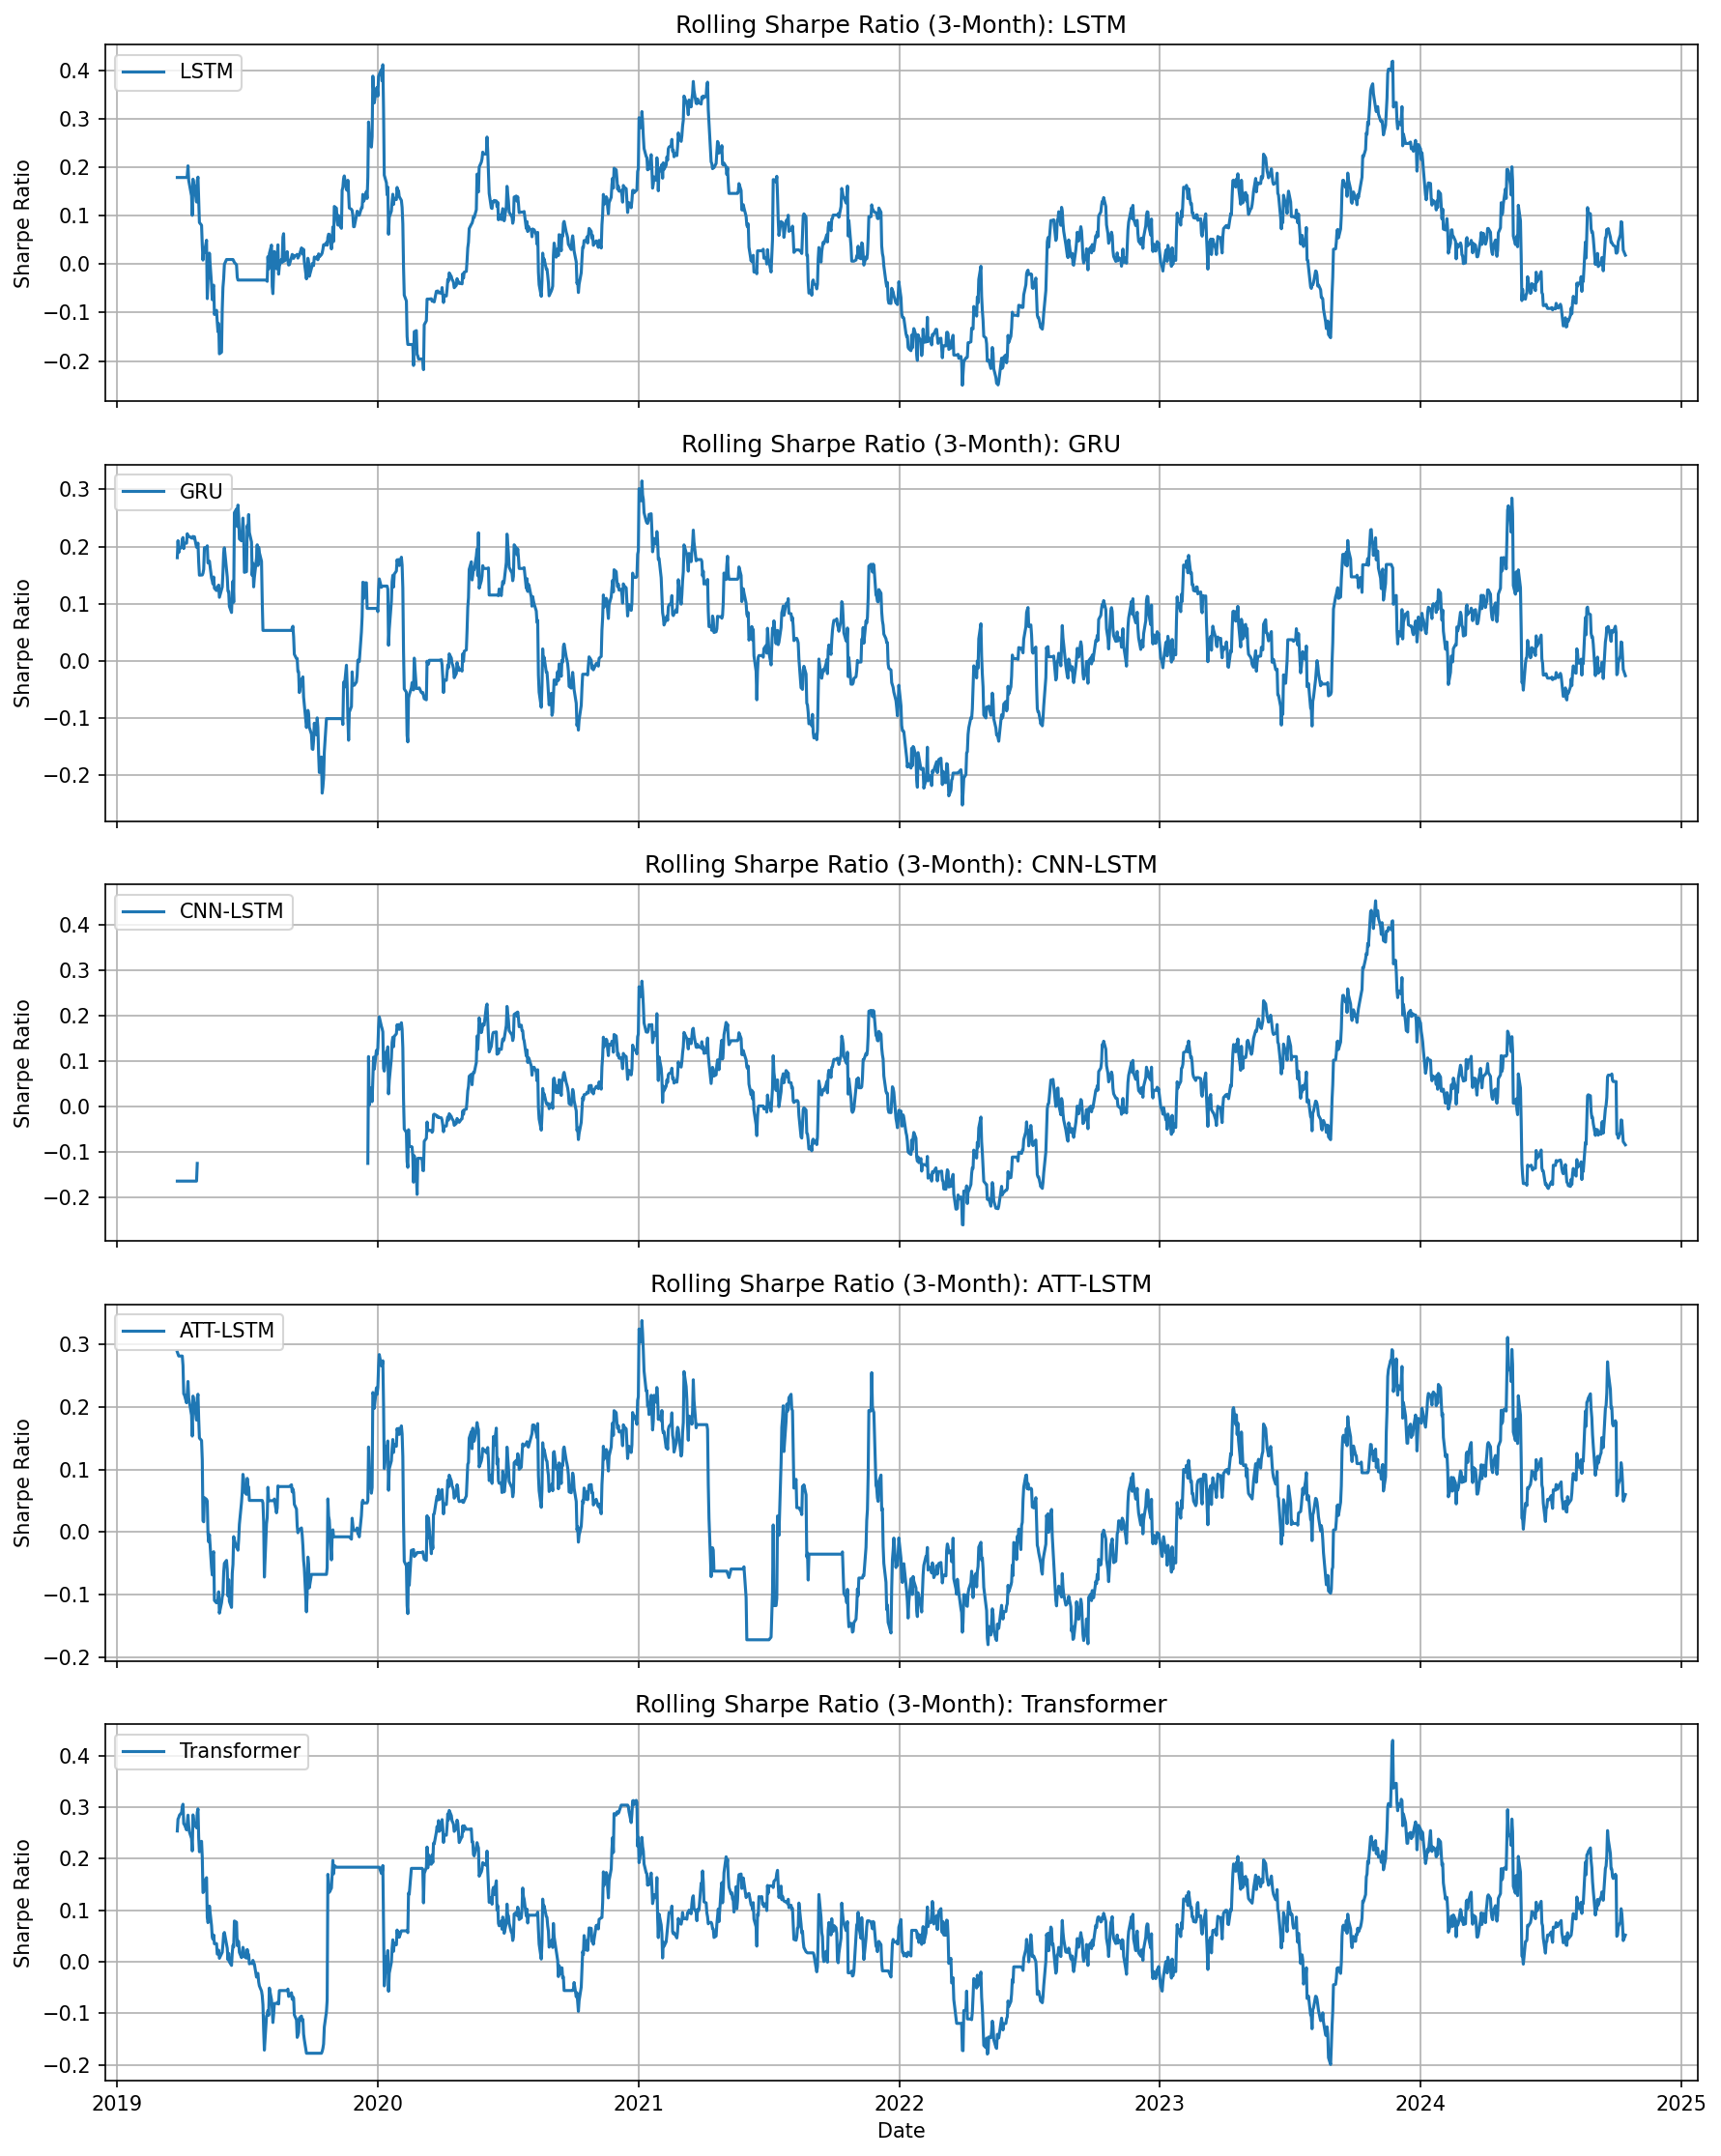 Rolling Sharpe Ratio (3-Month): LSTM
LSTM
Sharpe Ratio
0.4
0.3
0.2
0.1
0.0
−0.1
−0.2
Rolling Sharpe Ratio (3-Month): GRU
GRU
Sharpe Ratio
0.3
0.2
0.1
0.0
−0.1
−0.2
Rolling Sharpe Ratio (3-Month): CNN-LSTM
CNN-LSTM
Sharpe Ratio
0.4
0.3
0.2
0.1
0.0
−0.1
−0.2
Rolling Sharpe Ratio (3-Month): ATT-LSTM
ATT-LSTM
Sharpe Ratio
0.3
0.2
0.1
0.0
−0.1
−0.2
Rolling Sharpe Ratio (3-Month): Transformer
Transformer
Sharpe Ratio
0.4
0.3
0.2
0.1
0.0
−0.1
−0.2
2019 2020 2021 2022 2023 2024 2025
Date